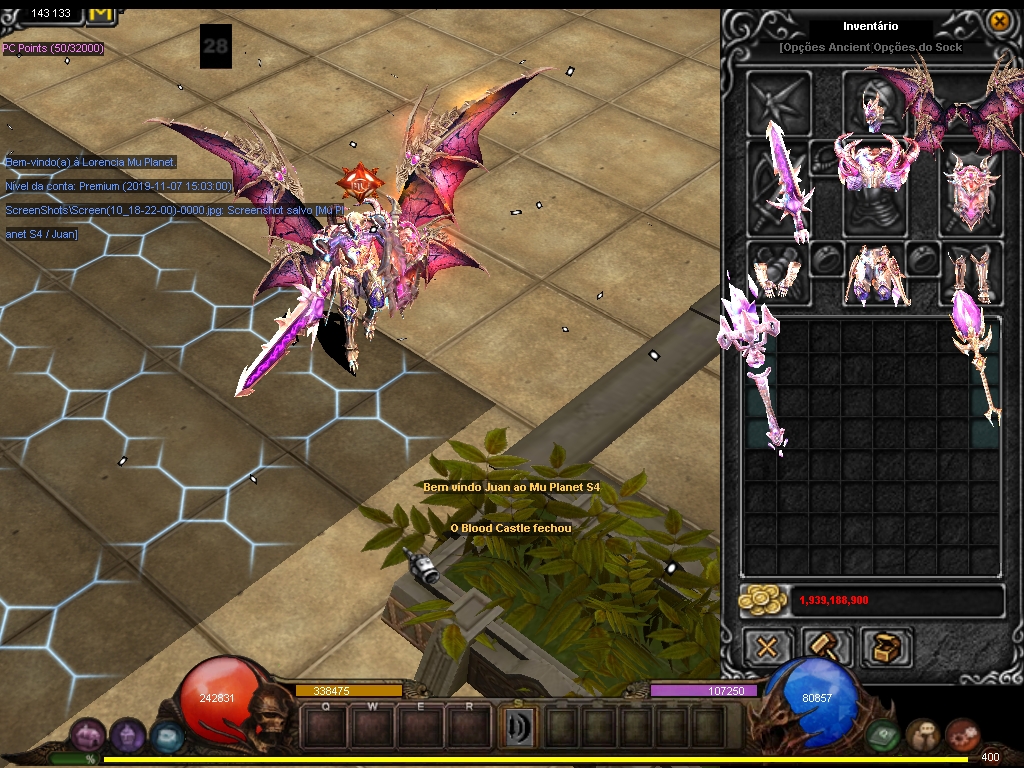 143 133
M
PC Points (50/32000)
28
Inventário
[Opções Ancient Opções do Sock
Bem-vindo(a) á Lorencia Mu Planet.
Nível da conta: Premium (2019-11-07 15:03:00)
ScreenShots\Screen(10_18-22-00)-0000.jpg: Screenshot salvo [Mu Pl
anet S4 / Juan]
Bem vindo Juan ao Mu Planet S4
O Blood Castle fechou
1,939,188,900
242831
338475
107250
80857
Q W E R
S
%
400